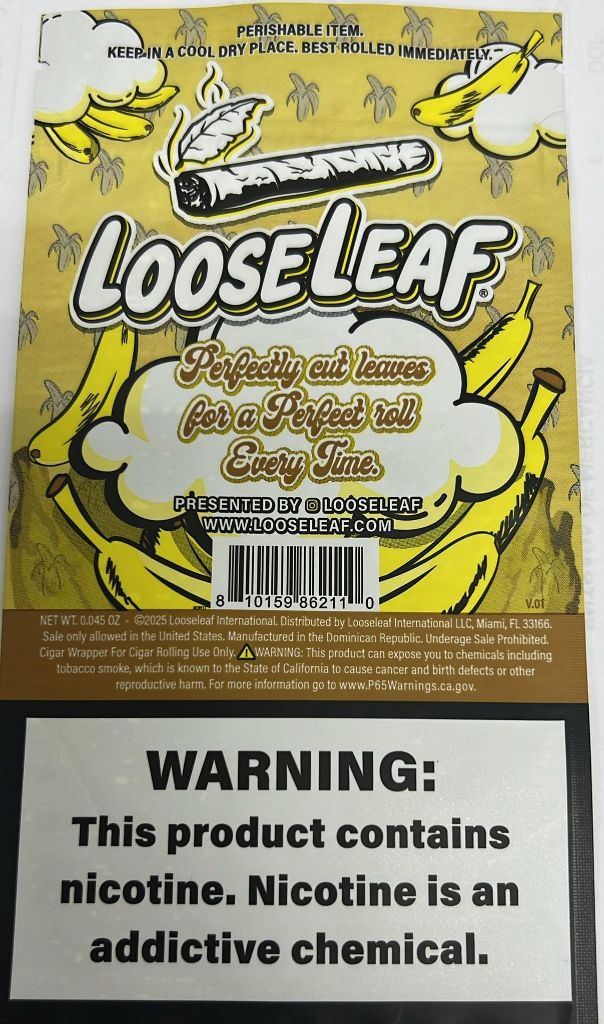 PERISHABLE ITEM.
KEEP IN A COOL DRY PLACE. BEST ROLLED IMMEDIATELY.
LOOSELEAF®
Perfectly cut leaves
for a Perfect roll
Every Time.
PRESENTED BY LOOSELEAF
WWW.LOOSELEAF.COM
8 10159 86211 0
V.01
NET WT. 0.045 OZ - ©2025 Looseleaf International. Distributed by Looseleaf International LLC, Miami, FL 33166.
Sale only allowed in the United States. Manufactured in the Dominican Republic. Underage Sale Prohibited.
Cigar Wrapper For Cigar Rolling Use Only. ⚠WARNING: This product can expose you to chemicals including
tobacco smoke, which is known to the State of California to cause cancer and birth defects or other
reproductive harm. For more information go to www.P65Warnings.ca.gov.
WARNING:
This product contains
nicotine. Nicotine is an
addictive chemical.